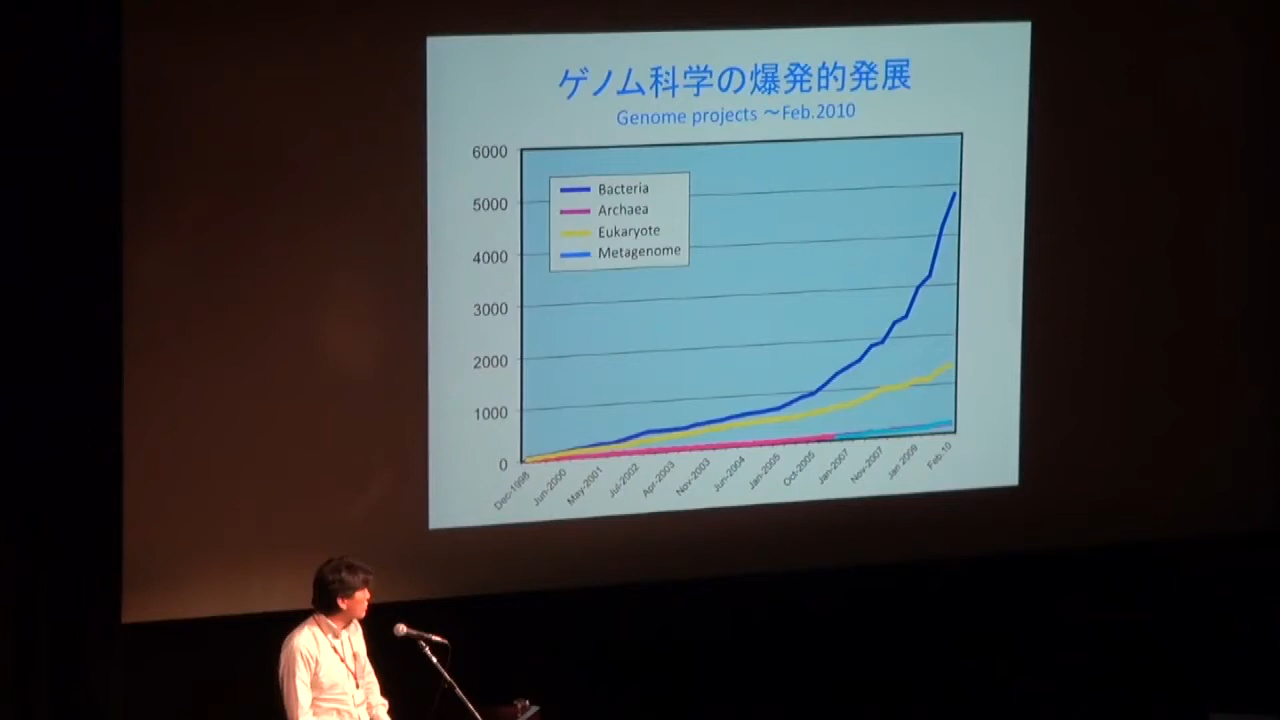 ゲノム科学の爆発的発展
Genome projects ～Feb.2010
6000
5000
4000
3000
2000
1000
0
Bacteria
Archaea
Eukaryote
Metagenome
Dec-1998
Jun-2000
May-2001
Jul-2002
Apr-2003
Nov-2003
Jun-2004
Jan-2005
Oct-2005
Jan-2007
Nov-2007
Jan 2009
Feb.10